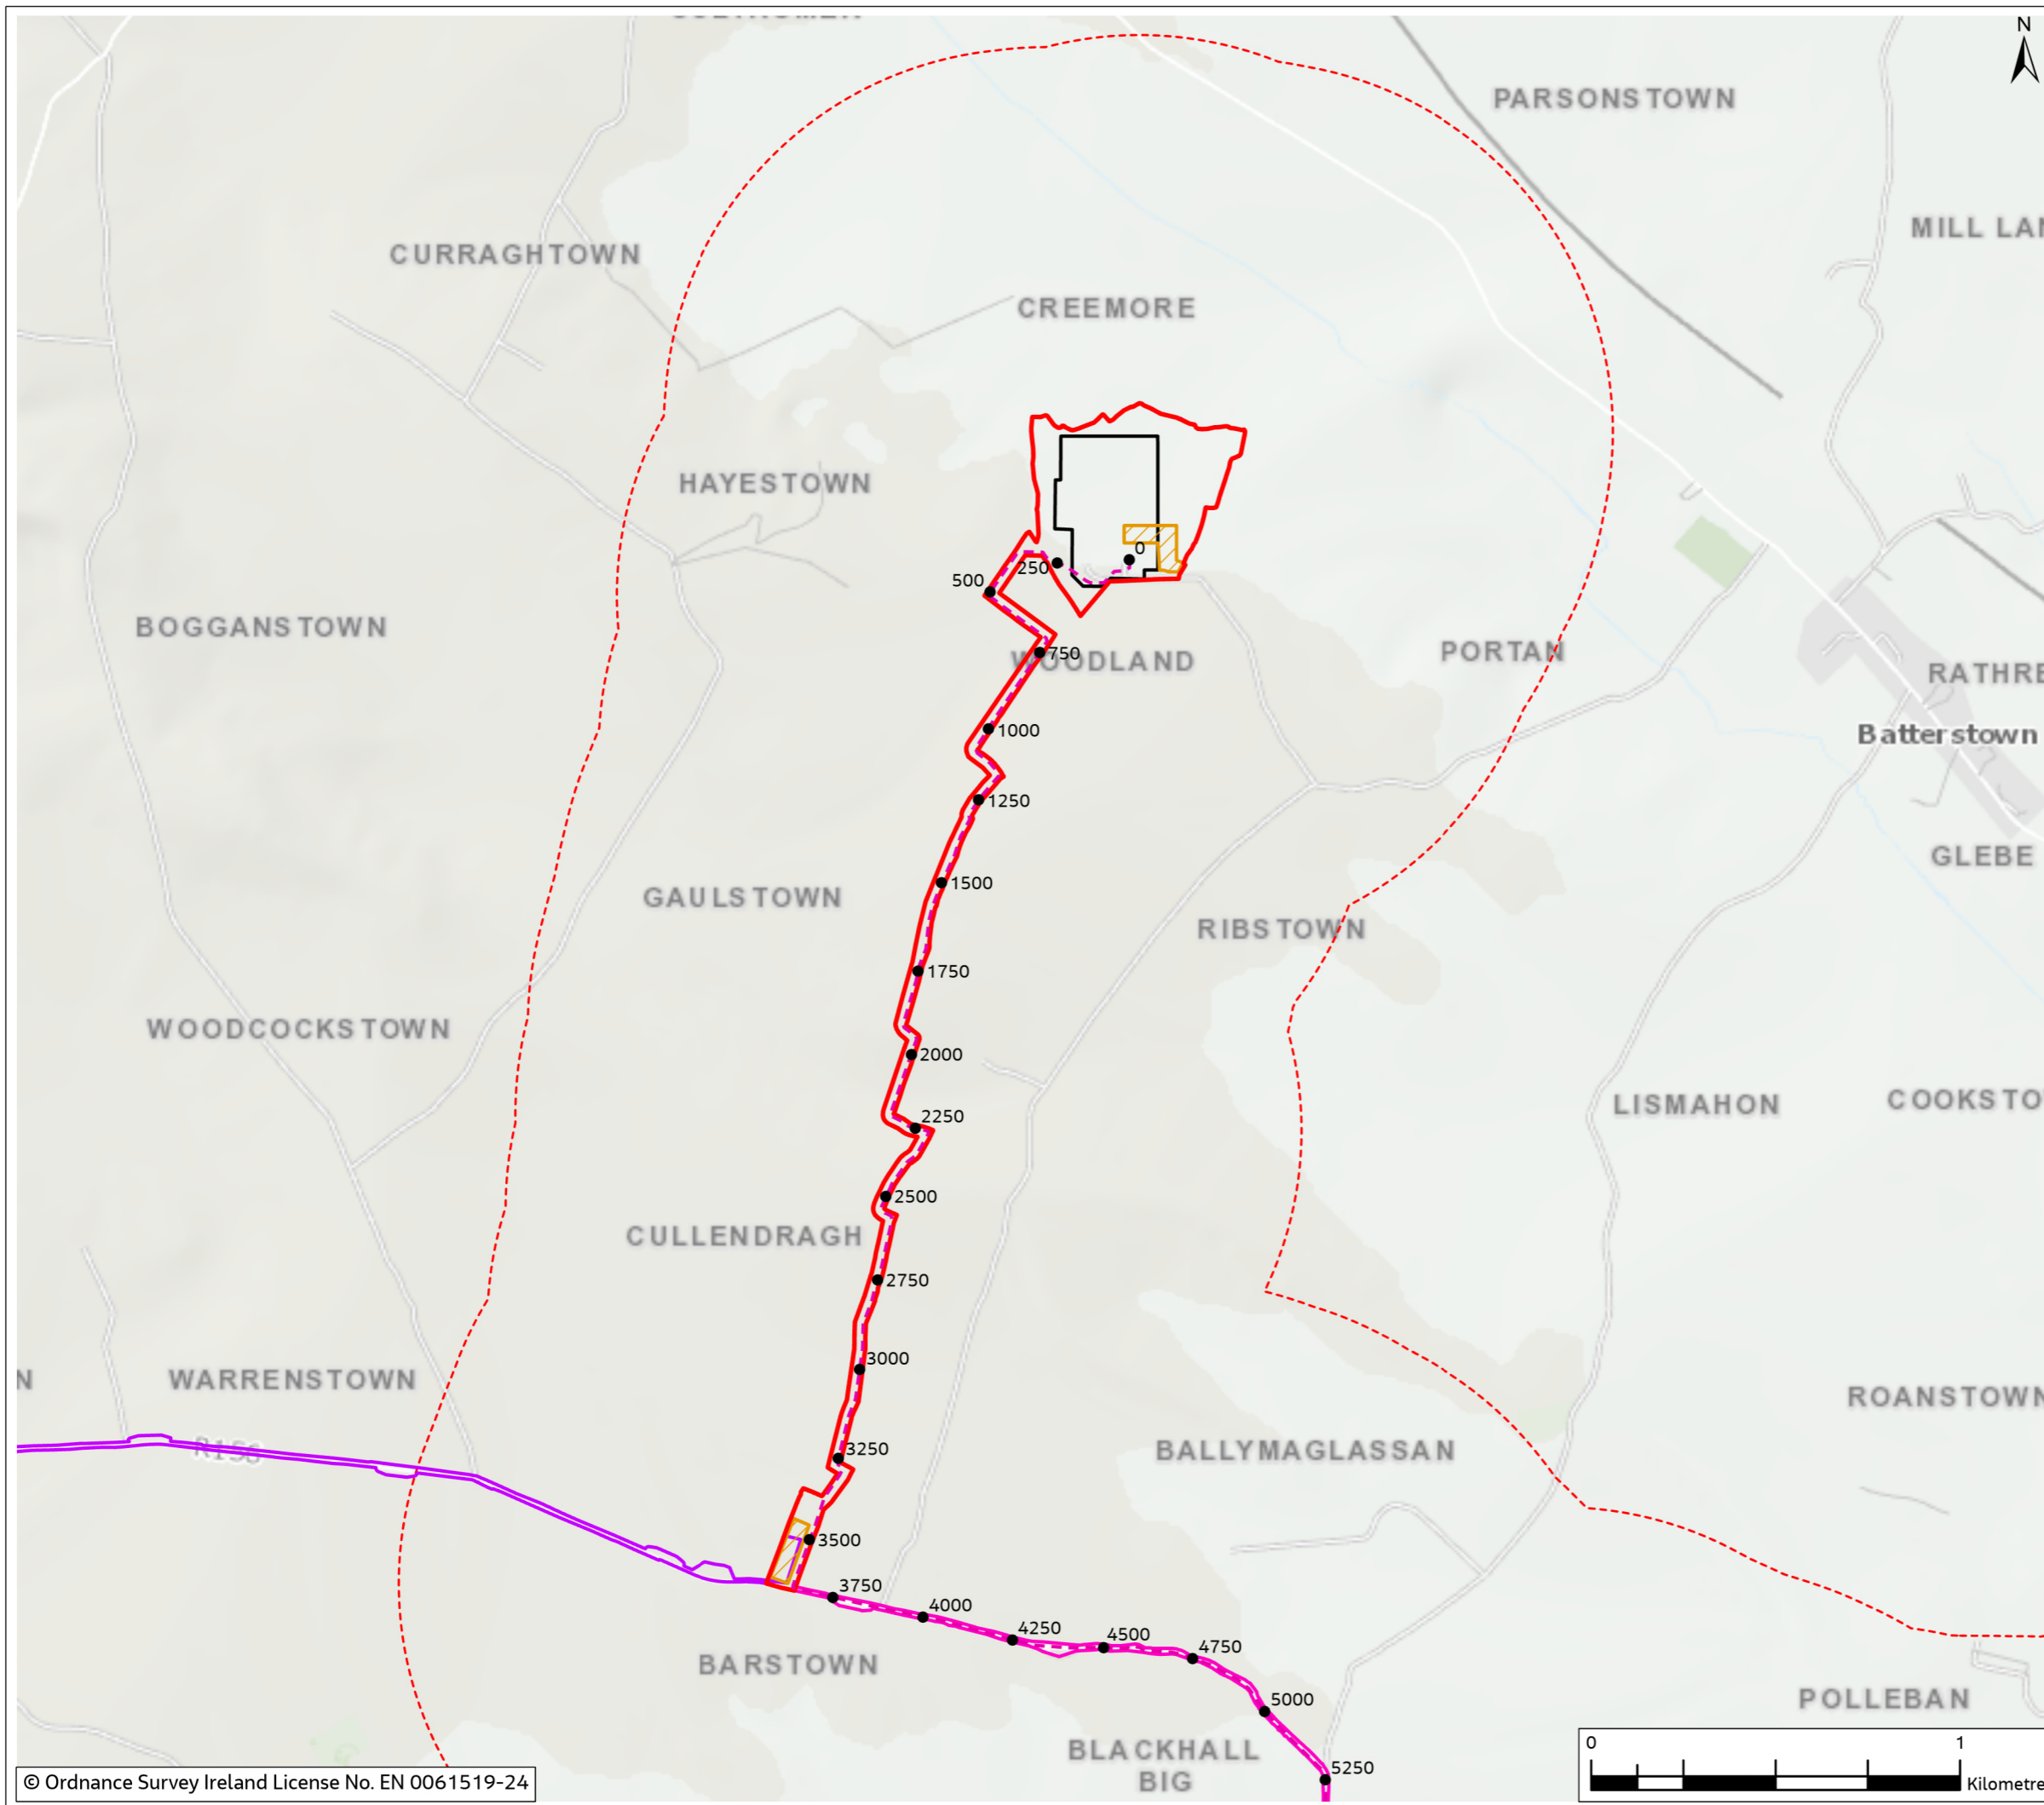 N
PARSONSTOWN
MILL LAN
CURRAGHTOWN
CREEMORE
HAYESTOWN
0
250
500
BOGGANSTOWN
WOODLAND
750
PORTAN
RATHRE
1000
Batterstown
1250
GLEBE
1500
GAULSTOWN
RIBSTOWN
1750
WOODCOCKSTOWN
2000
2250
LISMAHON
COOKSTO
2500
CULLENDRAGH
2750
3000
WARRENSTOWN
N
ROANSTOWN
3250
R156
BALLYMAGLASSAN
3500
3750
4000
4250
4500
4750
BARSTOWN
5000
POLLEBAN
BLACKHALL
BIG
5250
0 1
Kilometre
© Ordnance Survey Ireland License No. EN 0061519-24